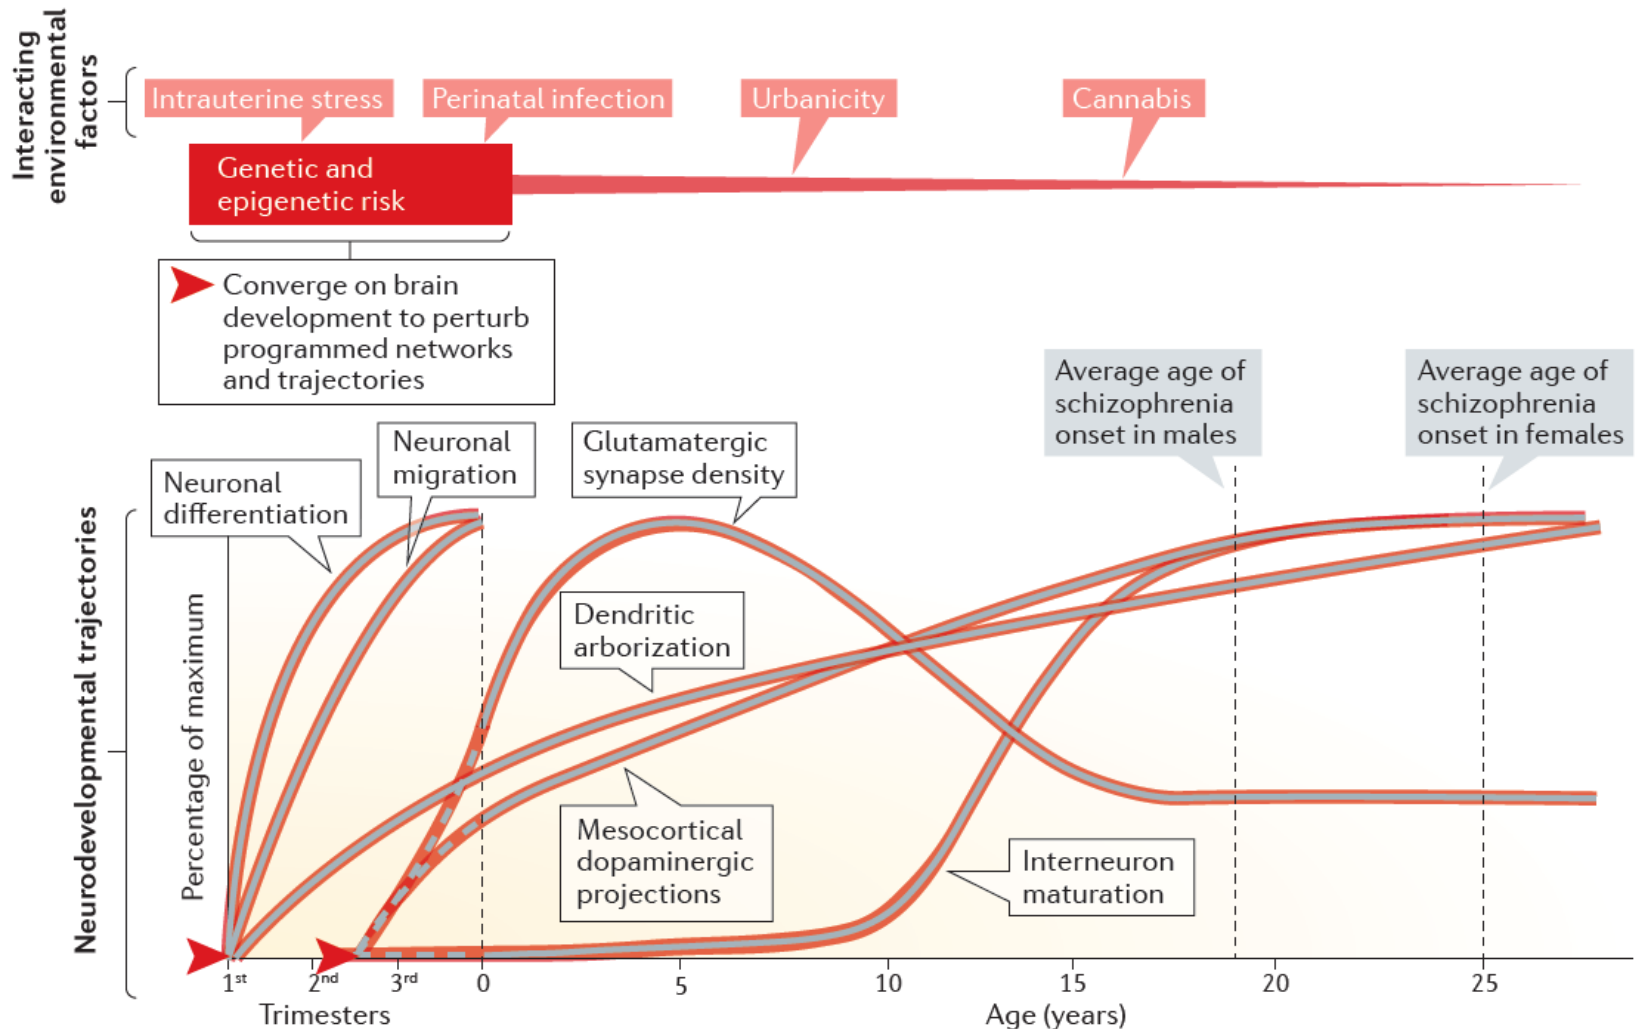 Interacting
environmental
factors
Intrauterine stress
Perinatal infection
Urbanicity
Cannabis
Genetic and
epigenetic risk
Converge on brain
development to perturb
programmed networks
and trajectories
Average age of
schizophrenia
onset in males
Average age of
schizophrenia
onset in females
Neurodevelopmental trajectories
Percentage of maximum
Neuronal
differentiation
Neuronal
migration
Glutamatergic
synapse density
Dendritic
arborization
Mesocortical
dopaminergic
projections
Interneuron
maturation
1st 2nd 3rd 0 5 10 15 20 25
Trimesters
Age (years)